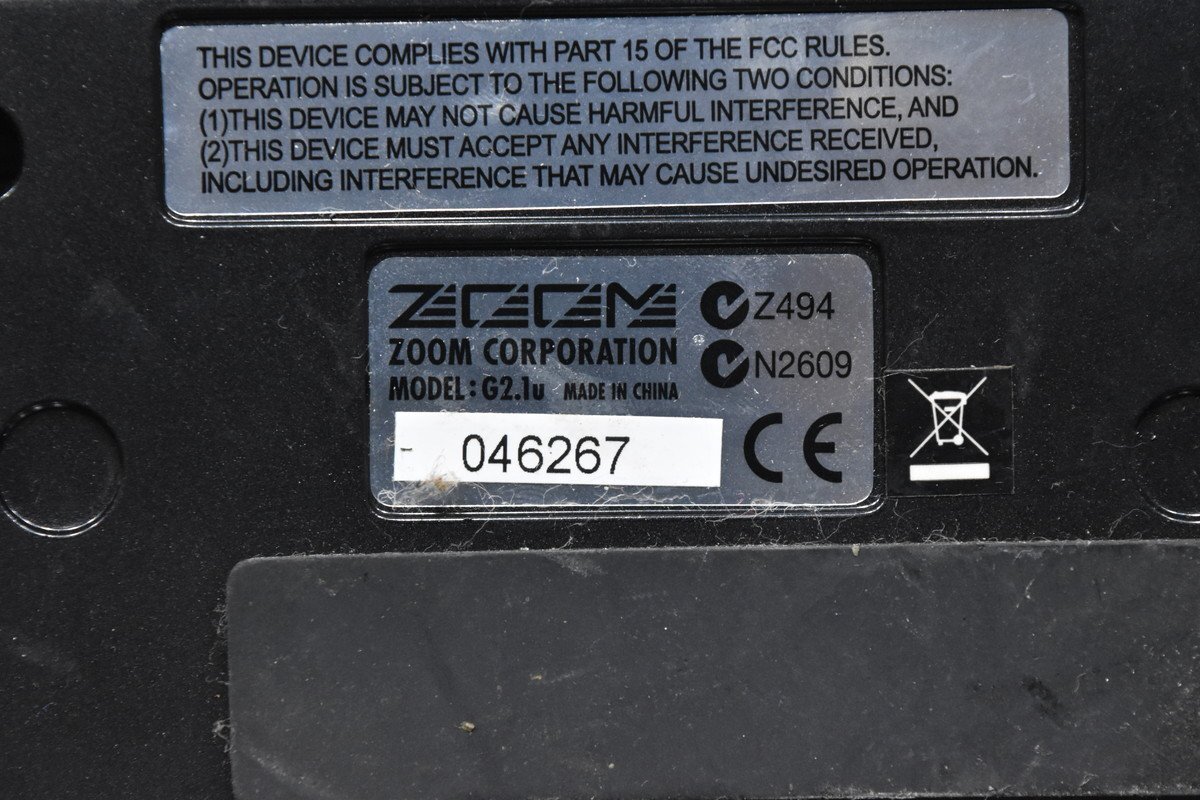 THIS DEVICE COMPLIES WITH PART 15 OF THE FCC RULES.
OPERATION IS SUBJECT TO THE FOLLOWING TWO CONDITIONS:
(1)THIS DEVICE MAY NOT CAUSE HARMFUL INTERFERENCE, AND
(2)THIS DEVICE MUST ACCEPT ANY INTERFERENCE RECEIVED,
INCLUDING INTERFERENCE THAT MAY CAUSE UNDESIRED OPERATION.
ZOOM
ZOOM CORPORATION
MODEL: G2.1u MADE IN CHINA
Z494
N2609
046267
CE